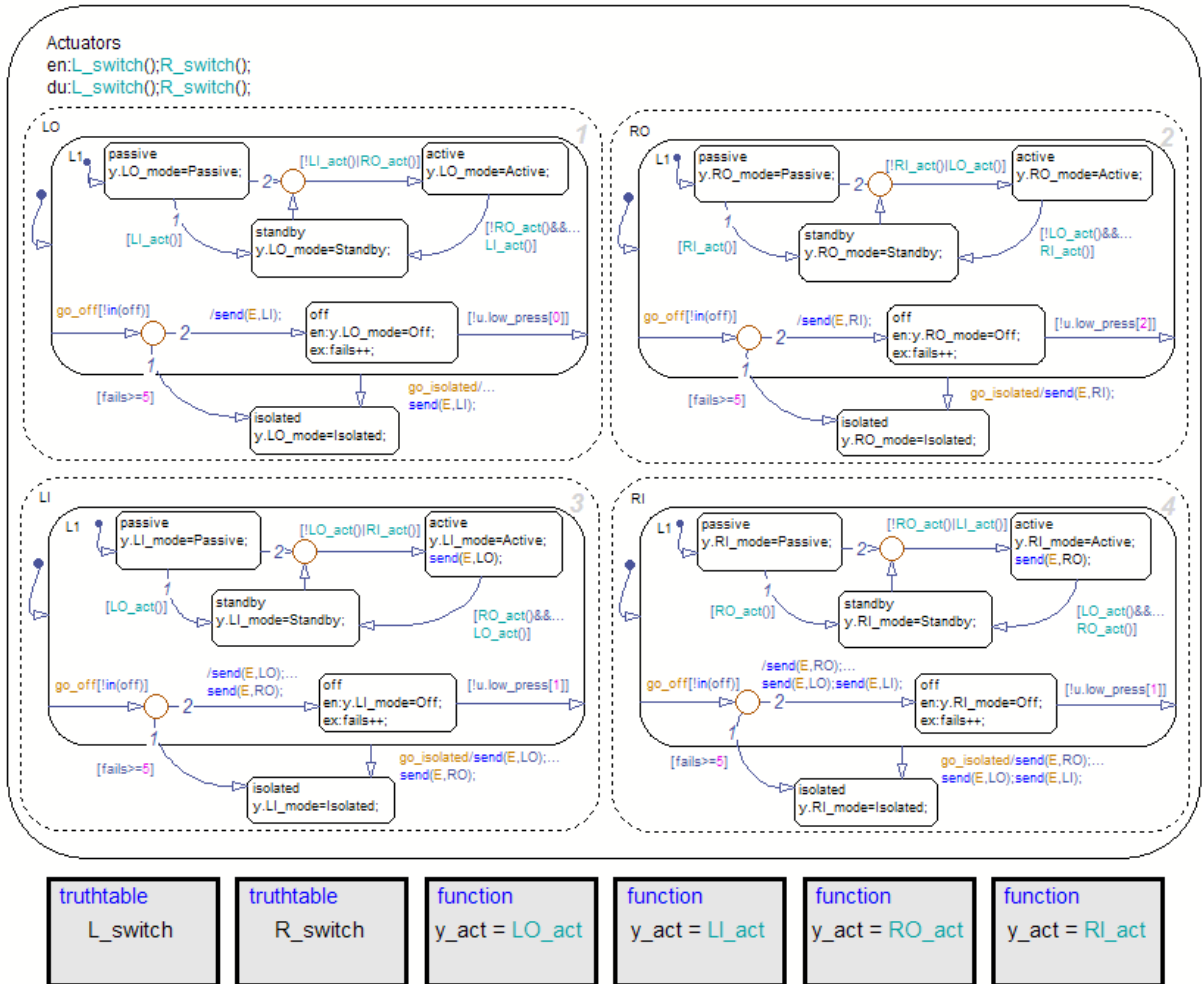 Actuators
en:L_switch();R_switch();
du:L_switch();R_switch();
LO
1
L1
passive
y.LO_mode=Passive;
2
[!LI_act()|RO_act()]
active
y.LO_mode=Active;
1
[LI_act()]
standby
y.LO_mode=Standby;
[!RO_act()&&...
LI_act()]
go_off[!in(off)]
2
/send(E,LI);
off
en:y.LO_mode=Off;
ex:fails++;
[!u.low_press[0]]
1
[fails>=5]
go_isolated/...
send(E,LI);
isolated
y.LO_mode=Isolated;
RO
2
L1
passive
y.RO_mode=Passive;
2
[!RI_act()|LO_act()]
active
y.RO_mode=Active;
1
[RI_act()]
standby
y.RO_mode=Standby;
[!LO_act()&&...
RI_act()]
go_off[!in(off)]
2
/send(E,RI);
off
en:y.RO_mode=Off;
ex:fails++;
[!u.low_press[2]]
1
[fails>=5]
go_isolated/send(E,RI);
isolated
y.RO_mode=Isolated;
LI
3
L1
passive
y.LI_mode=Passive;
2
[!LO_act()|RI_act()]
active
y.LI_mode=Active;
send(E,LO);
1
[LO_act()]
standby
y.LI_mode=Standby;
[RO_act()&&...
LO_act()]
go_off[!in(off)]
2
/send(E,LO);...
send(E,RO);
off
en:y.LI_mode=Off;
ex:fails++;
[!u.low_press[1]]
1
[fails>=5]
go_isolated/send(E,LO);...
send(E,RO);
isolated
y.LI_mode=Isolated;
RI
4
L1
passive
y.RI_mode=Passive;
2
[!RO_act()|LI_act()]
active
y.RI_mode=Active;
send(E,RO);
1
[RO_act()]
standby
y.RI_mode=Standby;
[LO_act()&&...
RO_act()]
go_off[!in(off)]
2
/send(E,RO);...
send(E,LO);send(E,LI);
off
en:y.RI_mode=Off;
ex:fails++;
[!u.low_press[1]]
1
[fails>=5]
go_isolated/send(E,RO);...
send(E,LO);send(E,LI);
isolated
y.RI_mode=Isolated;
truthtable
L_switch
truthtable
R_switch
function
y_act = LO_act
function
y_act = LI_act
function
y_act = RO_act
function
y_act = RI_act